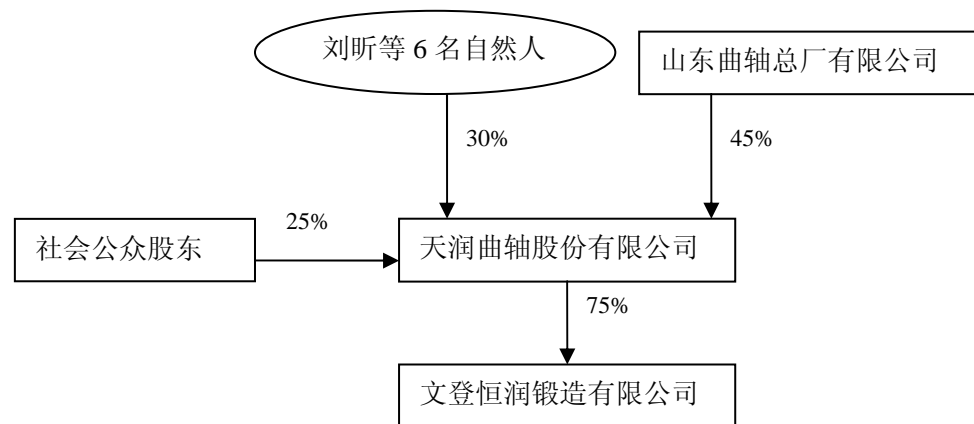 刘昕等 6 名自然人
山东曲轴总厂有限公司
30%
45%
25%
社会公众股东
天润曲轴股份有限公司
75%
文登恒润锻造有限公司